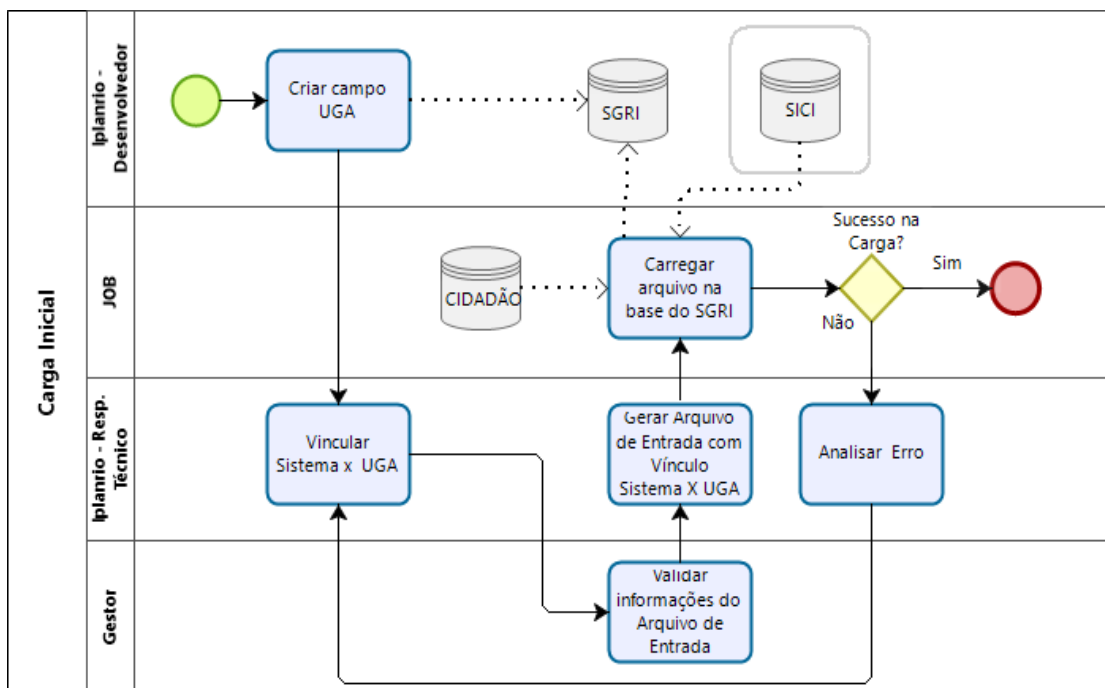 Carga Inicial
Iplanrio -
Desenvolvedor
Criar campo
UGA
SGRI
SICI
JOB
CIDADÃO
Carregar
arquivo na
base do SGRI
Sucesso na
Carga?
Sim
Não
Iplanrio - Resp.
Técnico
Vincular
Sistema x UGA
Gerar Arquivo
de Entrada com
Vínculo
Sistema X UGA
Analisar Erro
Gestor
Validar
informações do
Arquivo de
Entrada